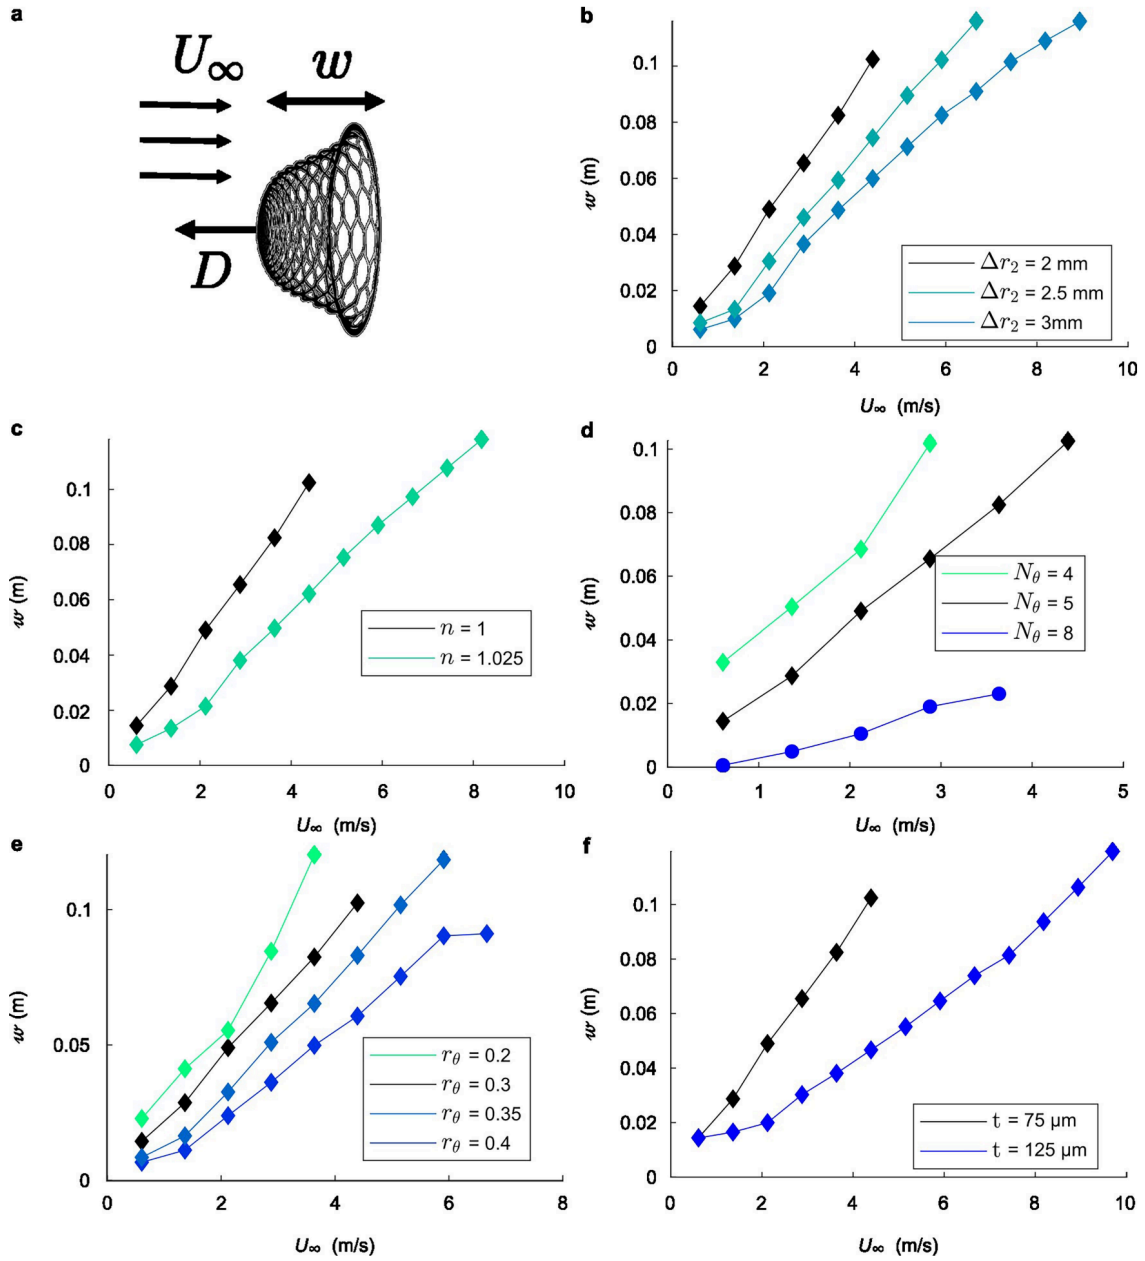 a
U∞
w
D
b
0.1
0.08
0.06
0.04
0.02
0
w (m)
Δr₂ = 2 mm
Δr₂ = 2.5 mm
Δr₂ = 3mm
0 2 4 6 8 10
U∞ (m/s)
c
0.1
0.08
0.06
0.04
0.02
0
w (m)
n = 1
n = 1.025
0 2 4 6 8 10
U∞ (m/s)
d
0.1
0.08
0.06
0.04
0.02
0
w (m)
Nθ = 4
Nθ = 5
Nθ = 8
0 1 2 3 4 5
U∞ (m/s)
e
0.1
0.05
0
w (m)
rθ = 0.2
rθ = 0.3
rθ = 0.35
rθ = 0.4
0 2 4 6 8
U∞ (m/s)
f
0.1
0.08
0.06
0.04
0.02
0
w (m)
t = 75 μm
t = 125 μm
0 2 4 6 8 10
U∞ (m/s)